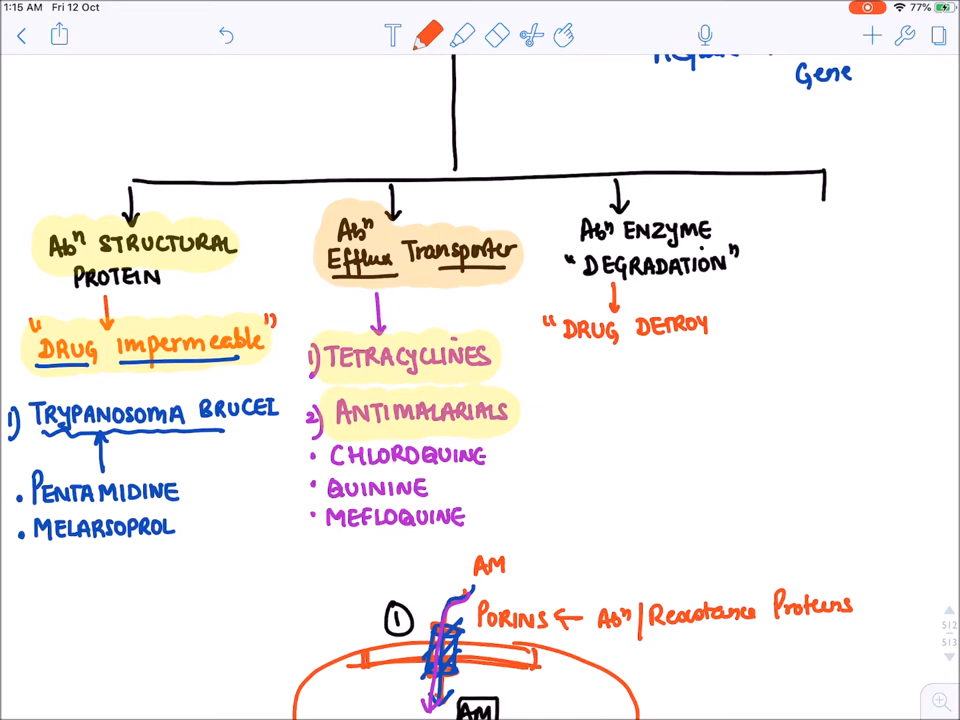 1:15 AM Fri 12 Oct
77%
T
Gene
Abⁿ STRUCTURAL
PROTEIN
"DRUG impermeable"
1) TRYPANOSOMA BRUCEI
. PENTAMIDINE
. MELARSOPROL
Abⁿ
Efflux Transporter
1) TETRACYCLINES
2) ANTIMALARIALS
· CHLOROQUINE
· QUININE
· MEFLOQUINE
Abⁿ ENZYME
"DEGRADATION"
"DRUG DETROY
AM
① PORINS ← Abⁿ/Resistance Proteins
AM
512
513